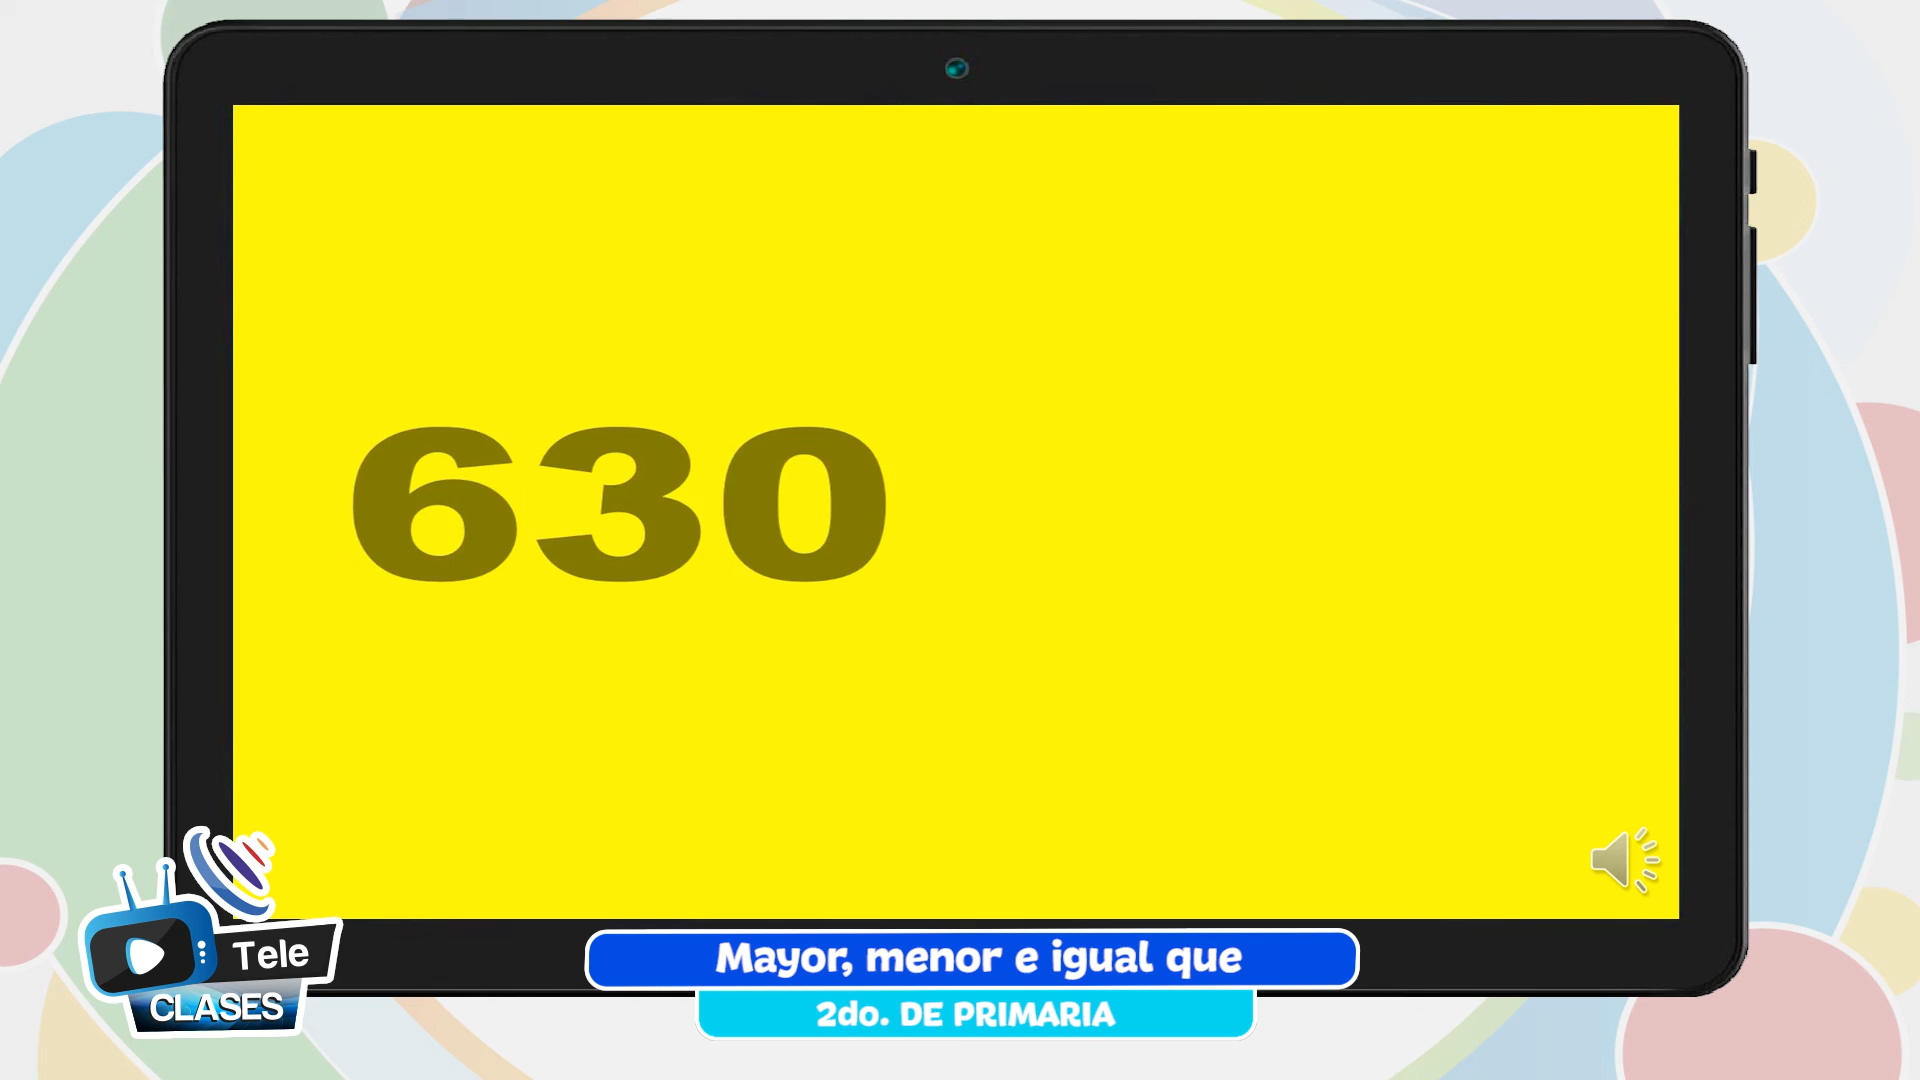 630
Tele
CLASES
Mayor, menor e igual que
2do. DE PRIMARIA